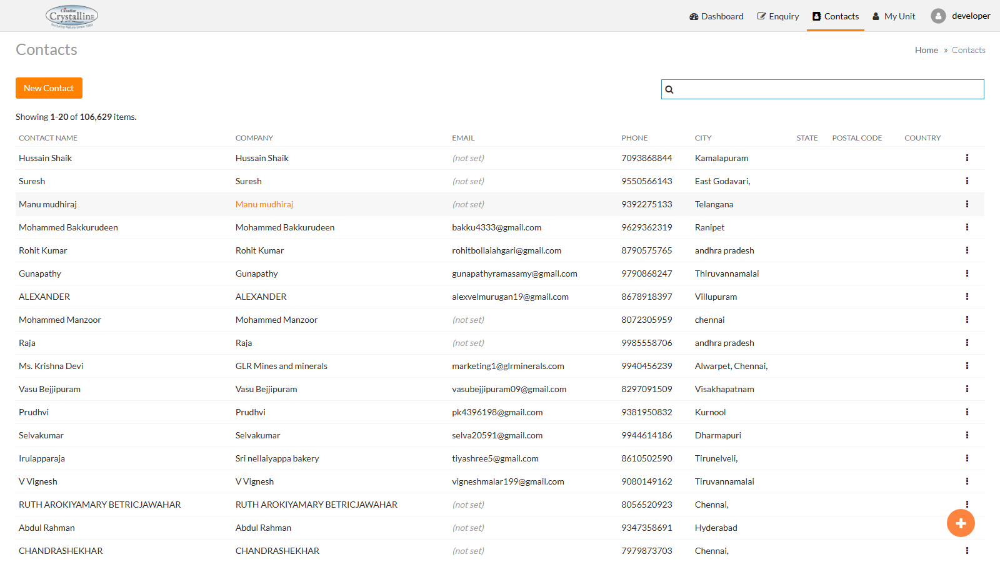 Canadian
Crystalline
Nurturing Nature Since 1989
Dashboard Enquiry Contacts My Unit developer
Contacts
Home » Contacts
New Contact
Showing 1-20 of 106,629 items.
CONTACT NAME COMPANY EMAIL PHONE CITY STATE POSTAL CODE COUNTRY
Hussain Shaik Hussain Shaik (not set) 7093868844 Kamalapuram
Suresh Suresh (not set) 9550566143 East Godavari,
Manu mudhiraj Manu mudhiraj (not set) 9392275133 Telangana
Mohammed Bakkurudeen Mohammed Bakkurudeen bakku4333@gmail.com 9629362319 Ranipet
Rohit Kumar Rohit Kumar rohitbollaiahgari@gmail.com 8790575765 andhra pradesh
Gunapathy Gunapathy gunapathyramasamy@gmail.com 9790868247 Thiruvannamalai
ALEXANDER ALEXANDER alexvelmurugan19@gmail.com 8678918397 Villupuram
Mohammed Manzoor Mohammed Manzoor (not set) 8072305959 chennai
Raja Raja (not set) 9985558706 andhra pradesh
Ms. Krishna Devi GLR Mines and minerals marketing1@glrminerals.com 9940456239 Alwarpet, Chennai,
Vasu Bejjipuram Vasu Bejjipuram vasubejjipuram09@gmail.com 8297091509 Visakhapatnam
Prudhvi Prudhvi pk4396198@gmail.com 9381950832 Kurnool
Selvakumar Selvakumar selva20591@gmail.com 9944614186 Dharmapuri
Irulapparaja Sri nellaiyappa bakery tiyashree5@gmail.com 8610502590 Tirunelveli,
V Vignesh V Vignesh vigneshmalar199@gmail.com 9080149162 Tiruvannamalai
RUTH AROKIYAMARY BETRICJAWAHAR RUTH AROKIYAMARY BETRICJAWAHAR (not set) 8056520923 Chennai,
Abdul Rahman Abdul Rahman (not set) 9347358691 Hyderabad
CHANDRASHEKHAR CHANDRASHEKHAR (not set) 7979873703 Chennai,